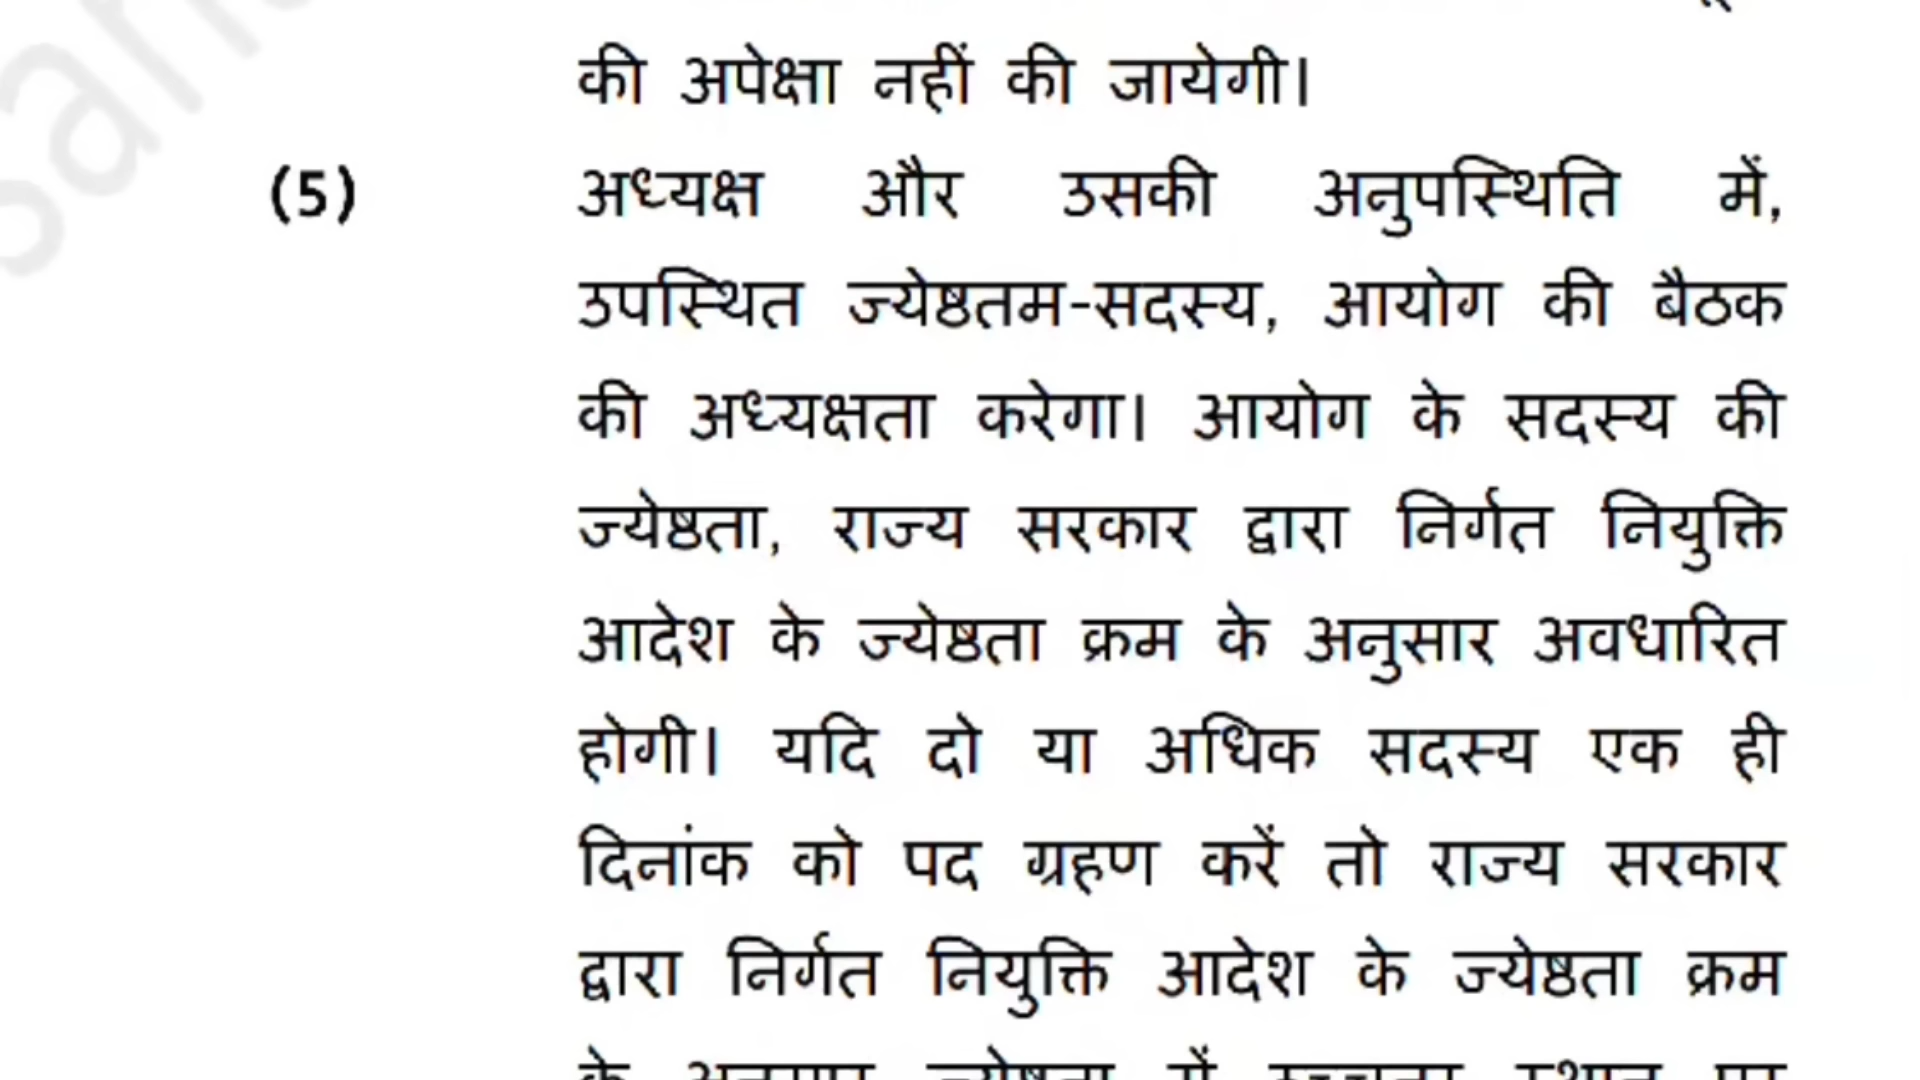 की अपेक्षा नहीं की जायेगी।
(5) अध्यक्ष और उसकी अनुपस्थिति में,
उपस्थित ज्येष्ठतम-सदस्य, आयोग की बैठक
की अध्यक्षता करेगा। आयोग के सदस्य की
ज्येष्ठता, राज्य सरकार द्वारा निर्गत नियुक्ति
आदेश के ज्येष्ठता क्रम के अनुसार अवधारित
होगी। यदि दो या अधिक सदस्य एक ही
दिनांक को पद ग्रहण करें तो राज्य सरकार
द्वारा निर्गत नियुक्ति आदेश के ज्येष्ठता क्रम